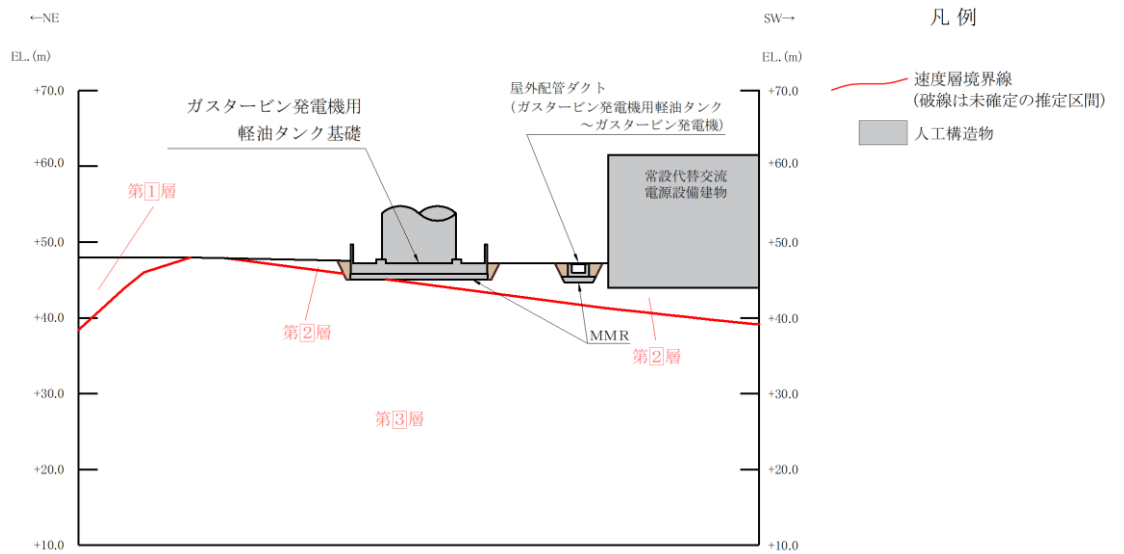 ←NE
SW→
凡 例
EL.(m)
EL.(m)
+70.0
+60.0
+50.0
+40.0
+30.0
+20.0
+10.0
+70.0
+60.0
+50.0
+40.0
+30.0
+20.0
+10.0
ガスタービン発電機用
軽油タンク基礎
屋外配管ダクト
(ガスタービン発電機用軽油タンク
～ガスタービン発電機)
常設代替交流
電源設備建物
第1層
第2層
MMR
第2層
第3層
速度層境界線
(破線は未確定の推定区間)
人工構造物